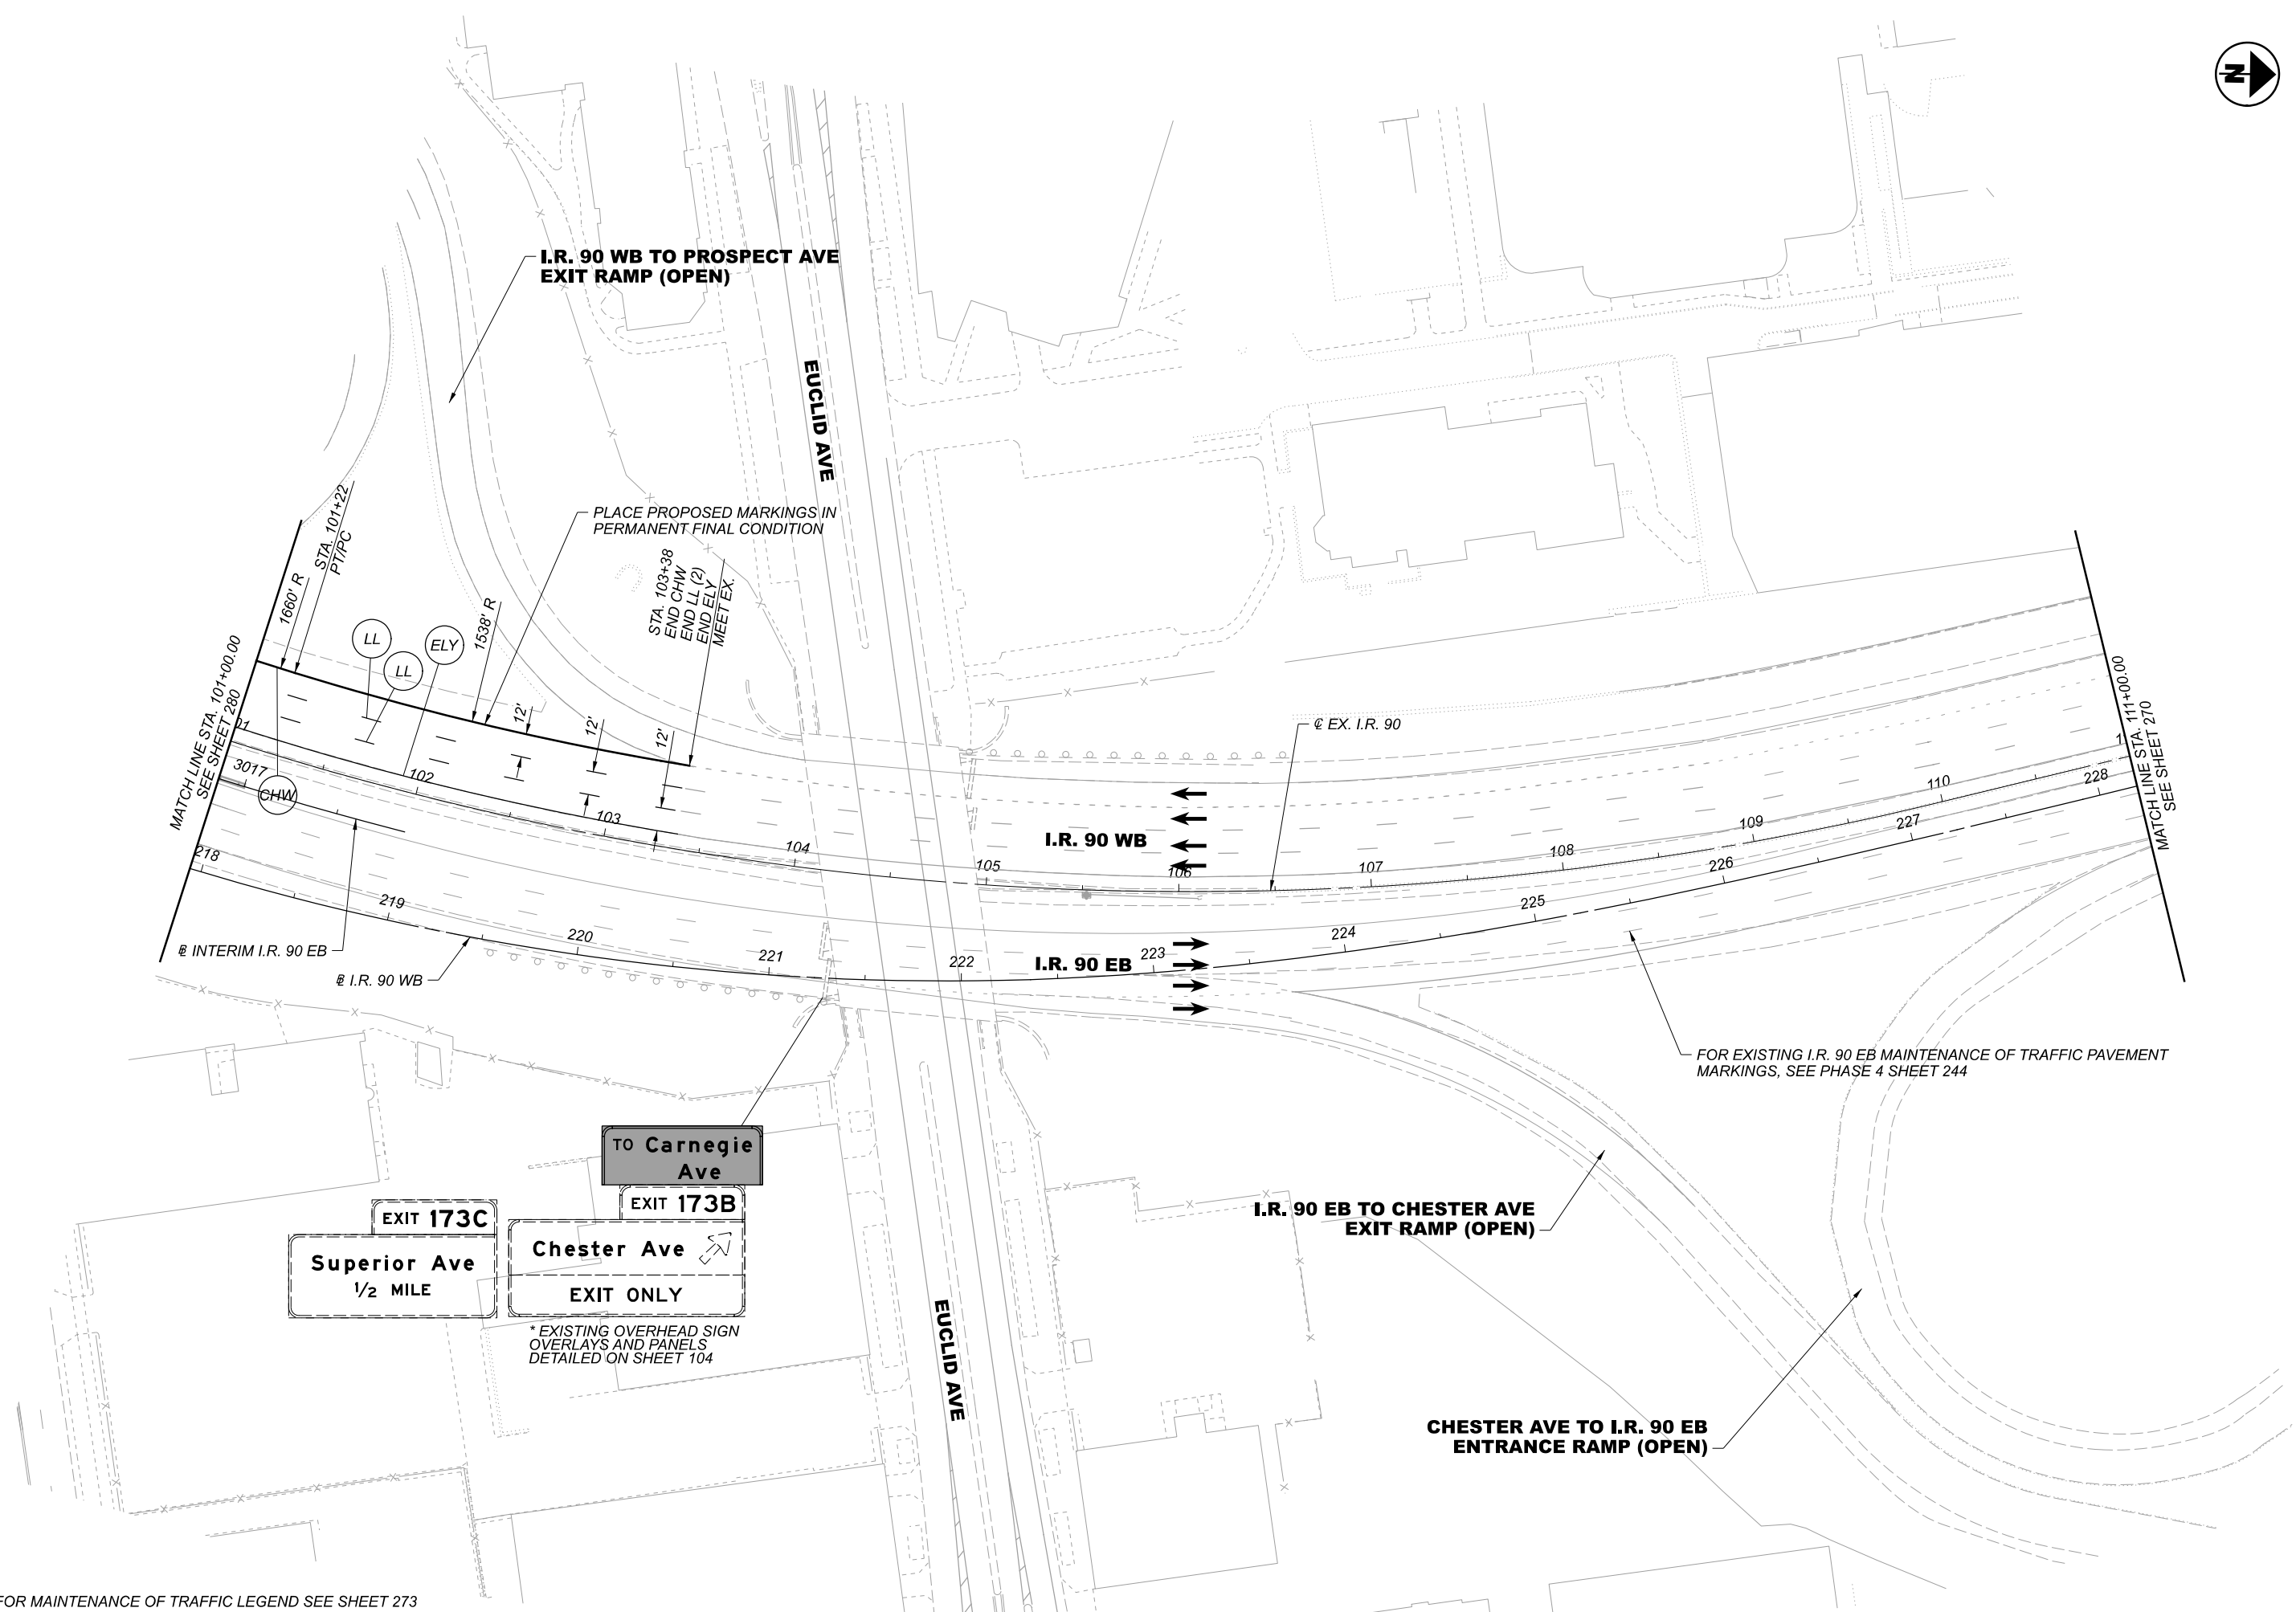 N
I.R. 90 WB TO PROSPECT AVE
EXIT RAMP (OPEN)
EUCLID AVE
PLACE PROPOSED MARKINGS IN
PERMANENT FINAL CONDITION
STA. 101+22
PT/PC
1660' R
LL
LL
ELY
1538' R
STA. 103+38
END CHW
END LL (2)
END ELY
MEET EX.
12'
12'
12'
MATCH LINE STA. 101+00.00
SEE SHEET 280
01
3017
CHW
102
103
104
105
106
107
108
109
110
1
℄ EX. I.R. 90
I.R. 90 WB
MATCH LINE STA. 111+00.00
SEE SHEET 270
218
219
220
221
222
223
224
225
226
227
228
I.R. 90 EB
INTERIM I.R. 90 EB
I.R. 90 WB
FOR EXISTING I.R. 90 EB MAINTENANCE OF TRAFFIC PAVEMENT
MARKINGS, SEE PHASE 4 SHEET 244
TO Carnegie
Ave
EXIT 173B
Chester Ave
EXIT ONLY
EXIT 173C
Superior Ave
1/2 MILE
* EXISTING OVERHEAD SIGN
OVERLAYS AND PANELS
DETAILED ON SHEET 104
I.R. 90 EB TO CHESTER AVE
EXIT RAMP (OPEN)
EUCLID AVE
CHESTER AVE TO I.R. 90 EB
ENTRANCE RAMP (OPEN)
FOR MAINTENANCE OF TRAFFIC LEGEND SEE SHEET 273